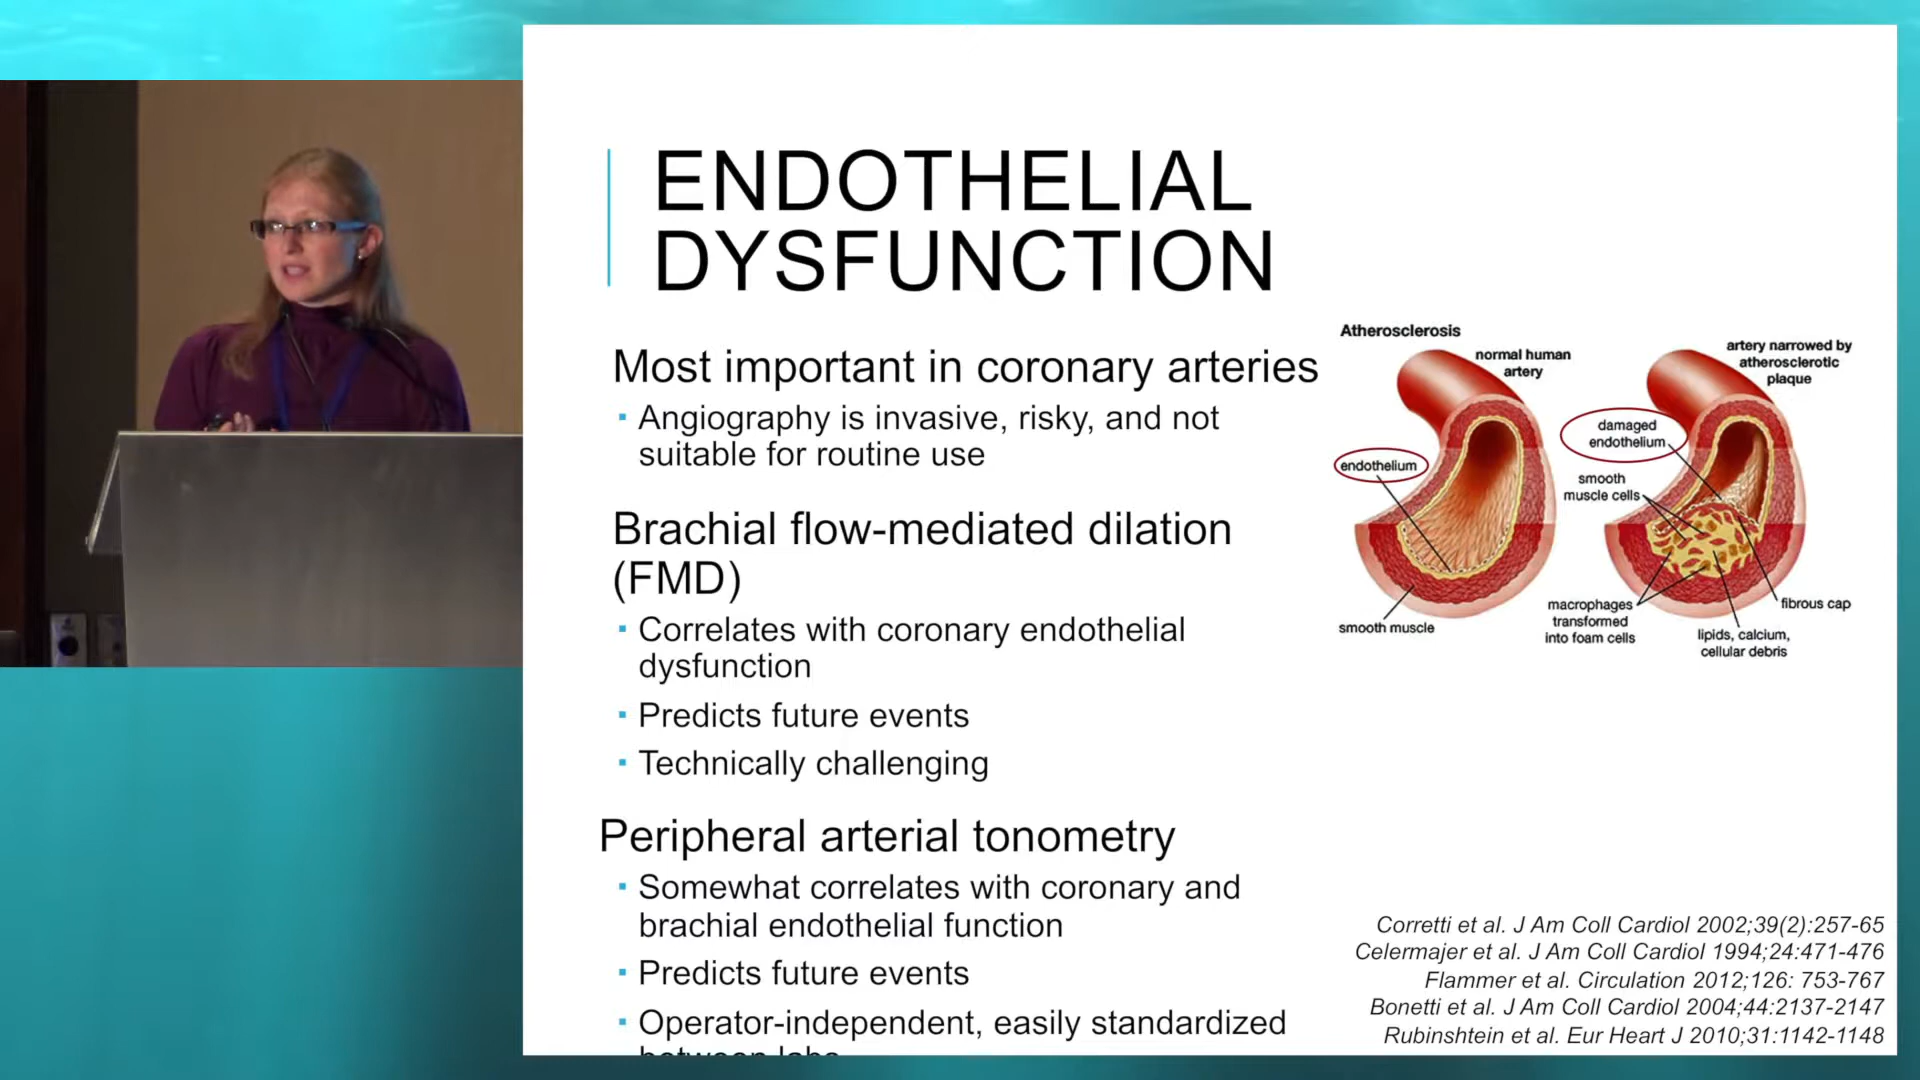 ENDOTHELIAL
DYSFUNCTION
Most important in coronary arteries
▪ Angiography is invasive, risky, and not
suitable for routine use
Brachial flow-mediated dilation
(FMD)
▪ Correlates with coronary endothelial
dysfunction
▪ Predicts future events
▪ Technically challenging
Peripheral arterial tonometry
▪ Somewhat correlates with coronary and
brachial endothelial function
▪ Predicts future events
▪ Operator-independent, easily standardized
between labs
Atherosclerosis
normal human
artery
endothelium
smooth muscle
artery narrowed by
atherosclerotic
plaque
damaged
endothelium
smooth
muscle cells
macrophages
transformed
into foam cells
lipids, calcium,
cellular debris
fibrous cap
Corretti et al. J Am Coll Cardiol 2002;39(2):257-65
Celermajer et al. J Am Coll Cardiol 1994;24:471-476
Flammer et al. Circulation 2012;126: 753-767
Bonetti et al. J Am Coll Cardiol 2004;44:2137-2147
Rubinshtein et al. Eur Heart J 2010;31:1142-1148